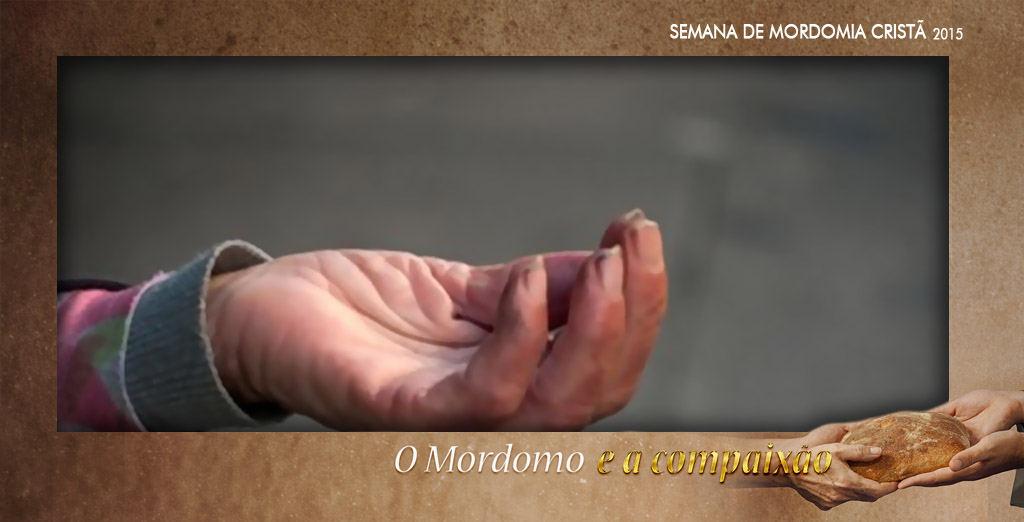 SEMANA DE MORDOMIA CRISTÃ 2015
O Mordomo e a compaixão